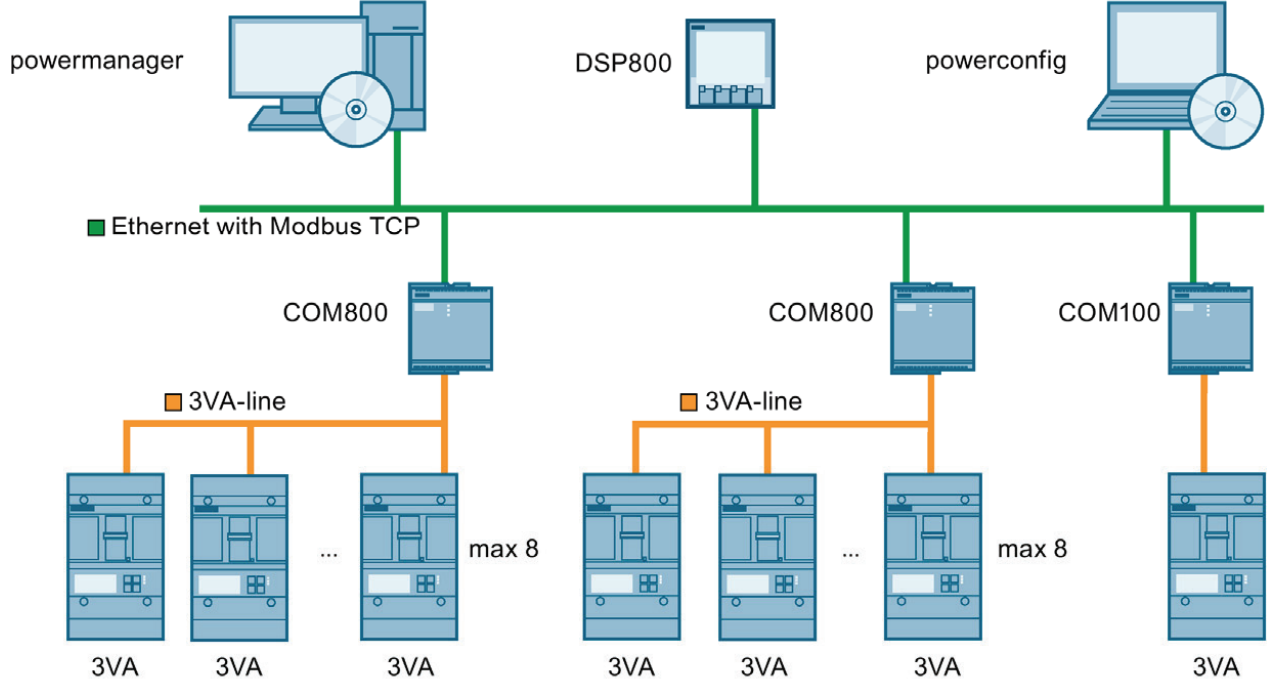 powermanager
DSP800
powerconfig
Ethernet with Modbus TCP
COM800
COM800
COM100
3VA-line
3VA-line
...
max 8
...
max 8
3VA
3VA
3VA
3VA
3VA
3VA
3VA